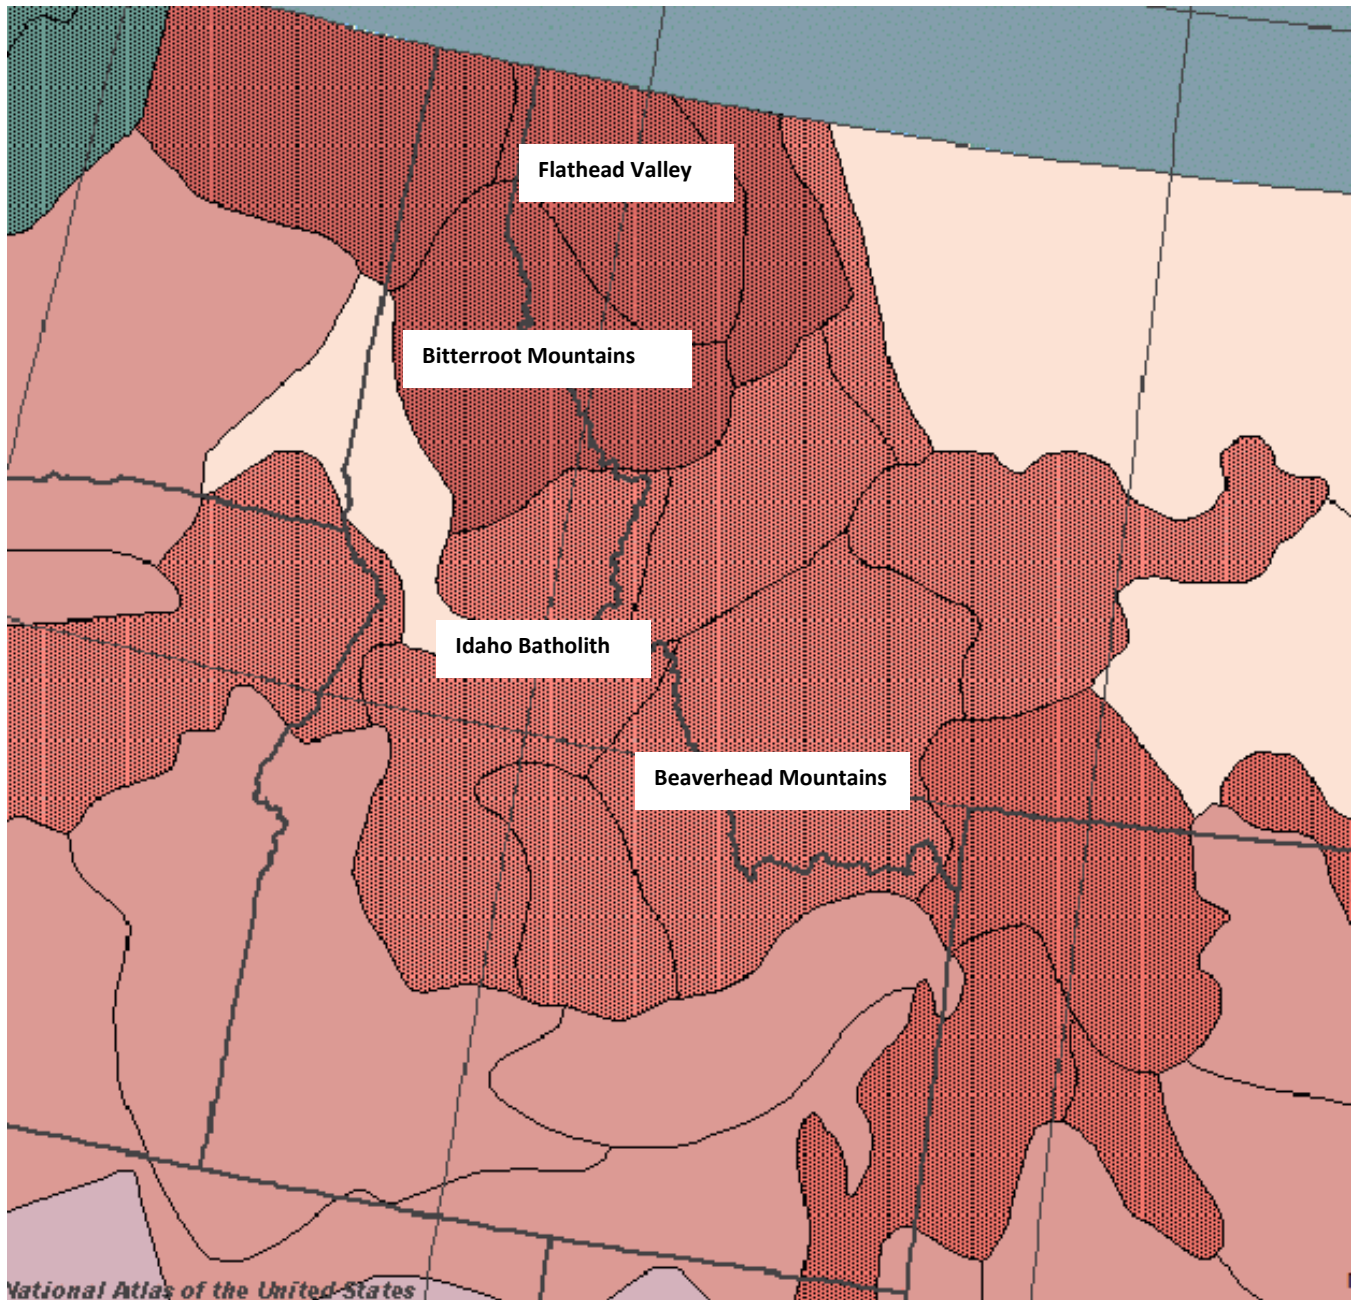 Flathead Valley
Bitterroot Mountains
Idaho Batholith
Beaverhead Mountains
National Atlas of the United States